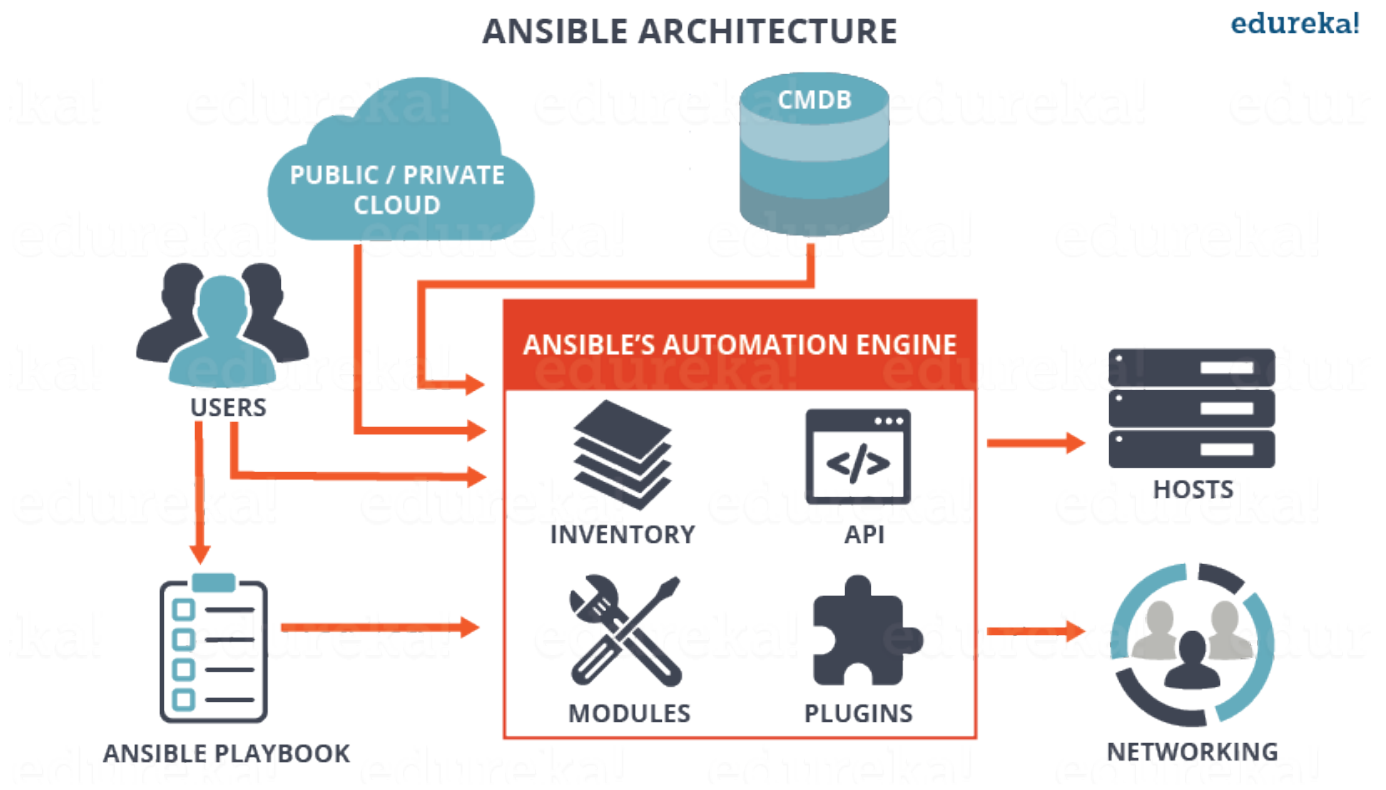 ANSIBLE ARCHITECTURE
edureka!
CMDB
PUBLIC / PRIVATE
CLOUD
ANSIBLE'S AUTOMATION ENGINE
USERS
HOSTS
INVENTORY
API
MODULES
PLUGINS
ANSIBLE PLAYBOOK
NETWORKING